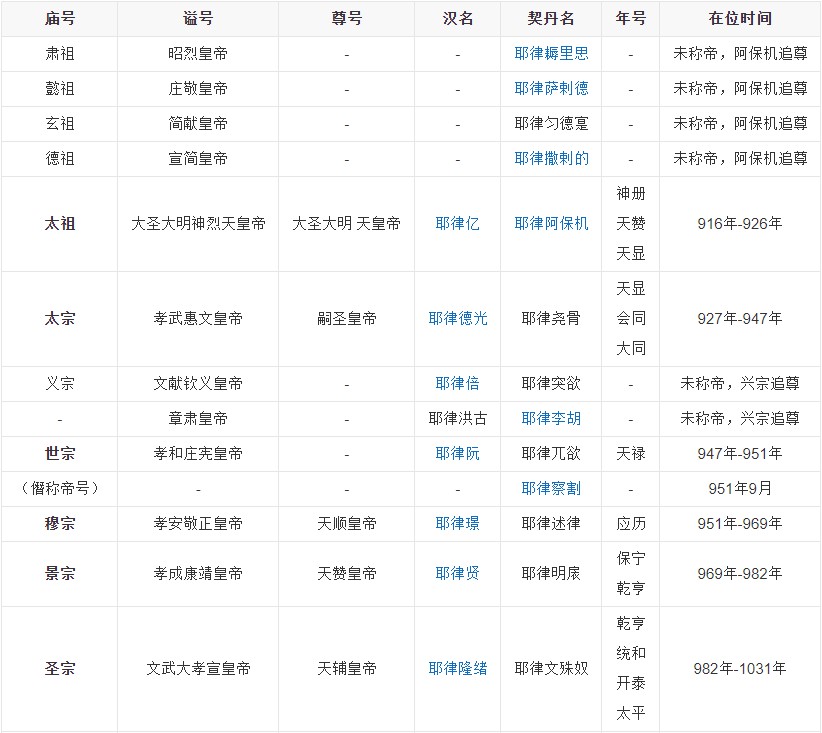 庙号 谥号 尊号 汉名 契丹名 年号 在位时间
肃祖 昭烈皇帝 - - 耶律耨里思 - 未称帝，阿保机追尊
懿祖 庄敬皇帝 - - 耶律萨剌德 - 未称帝，阿保机追尊
玄祖 简献皇帝 - - 耶律匀德寔 - 未称帝，阿保机追尊
德祖 宣简皇帝 - - 耶律撒剌的 - 未称帝，阿保机追尊
太祖 大圣大明神烈天皇帝 大圣大明 天皇帝 耶律亿 耶律阿保机 神册 916年-926年
天赞
天显
太宗 孝武惠文皇帝 嗣圣皇帝 耶律德光 耶律尧骨 天显 927年-947年
会同
大同
义宗 文献钦义皇帝 - 耶律倍 耶律突欲 - 未称帝，兴宗追尊
- 章肃皇帝 - 耶律洪古 耶律李胡 - 未称帝，兴宗追尊
世宗 孝和庄宪皇帝 - 耶律阮 耶律兀欲 天禄 947年-951年
（僭称帝号） - - - 耶律察割 - 951年9月
穆宗 孝安敬正皇帝 天顺皇帝 耶律璟 耶律述律 应历 951年-969年
景宗 孝成康靖皇帝 天赞皇帝 耶律贤 耶律明扆 保宁 969年-982年
乾亨
圣宗 文武大孝宣皇帝 天辅皇帝 耶律隆绪 耶律文殊奴 乾亨 982年-1031年
统和
开泰
太平